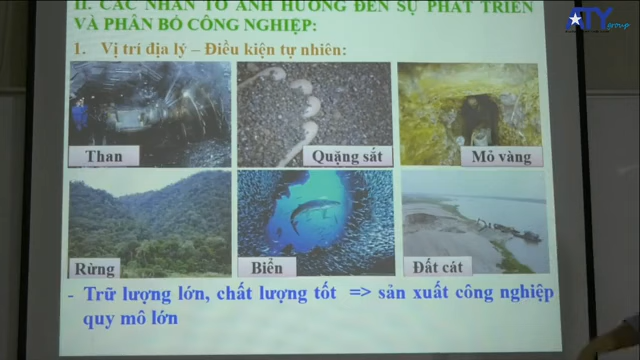 II. CÁC NHÂN TỐ ẢNH HƯỞNG ĐẾN SỰ PHÁT TRIỂN
VÀ PHÂN BỐ CÔNG NGHIỆP:
1. Vị trí địa lý – Điều kiện tự nhiên:
Than
Quặng sắt
Mỏ vàng
Rừng
Biển
Đất cát
- Trữ lượng lớn, chất lượng tốt => sản xuất công nghiệp
quy mô lớn
ATY group